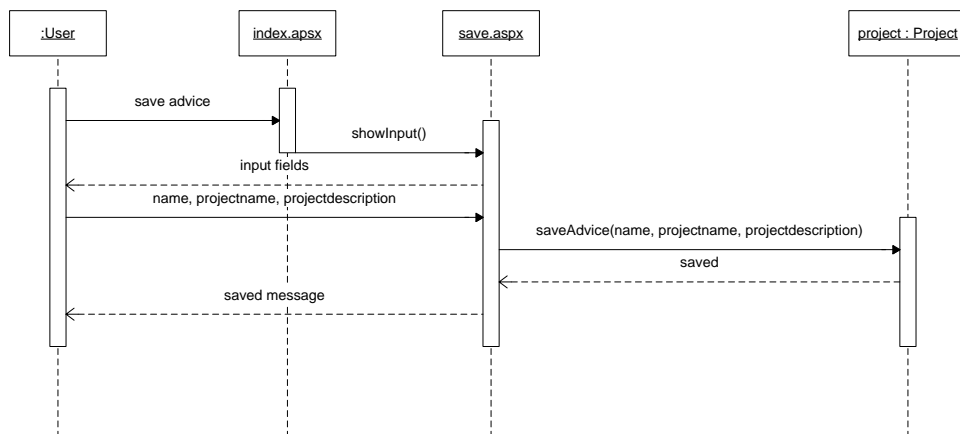 :User
index.apsx
save.aspx
project : Project
save advice
showInput()
input fields
name, projectname, projectdescription
saveAdvice(name, projectname, projectdescription)
saved
saved message